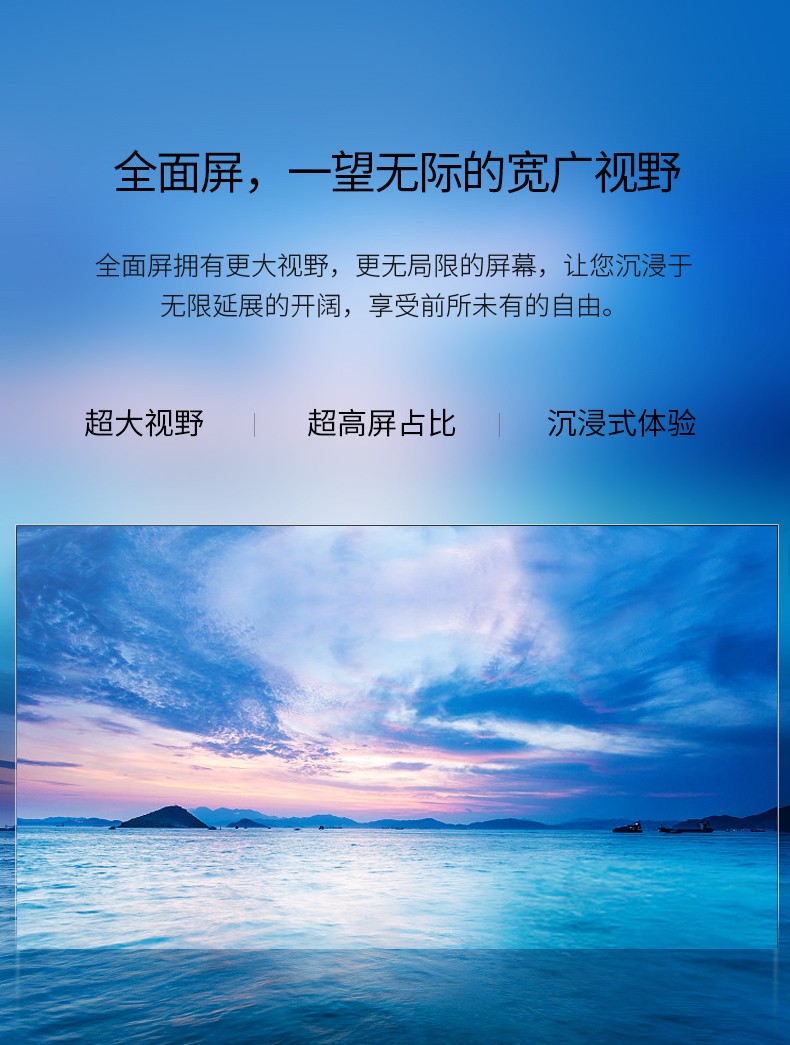 全面屏，一望无际的宽广视野
全面屏拥有更大视野，更无局限的屏幕，让您沉浸于
无限延展的开阔，享受前所未有的自由。
超大视野 超高屏占比 沉浸式体验